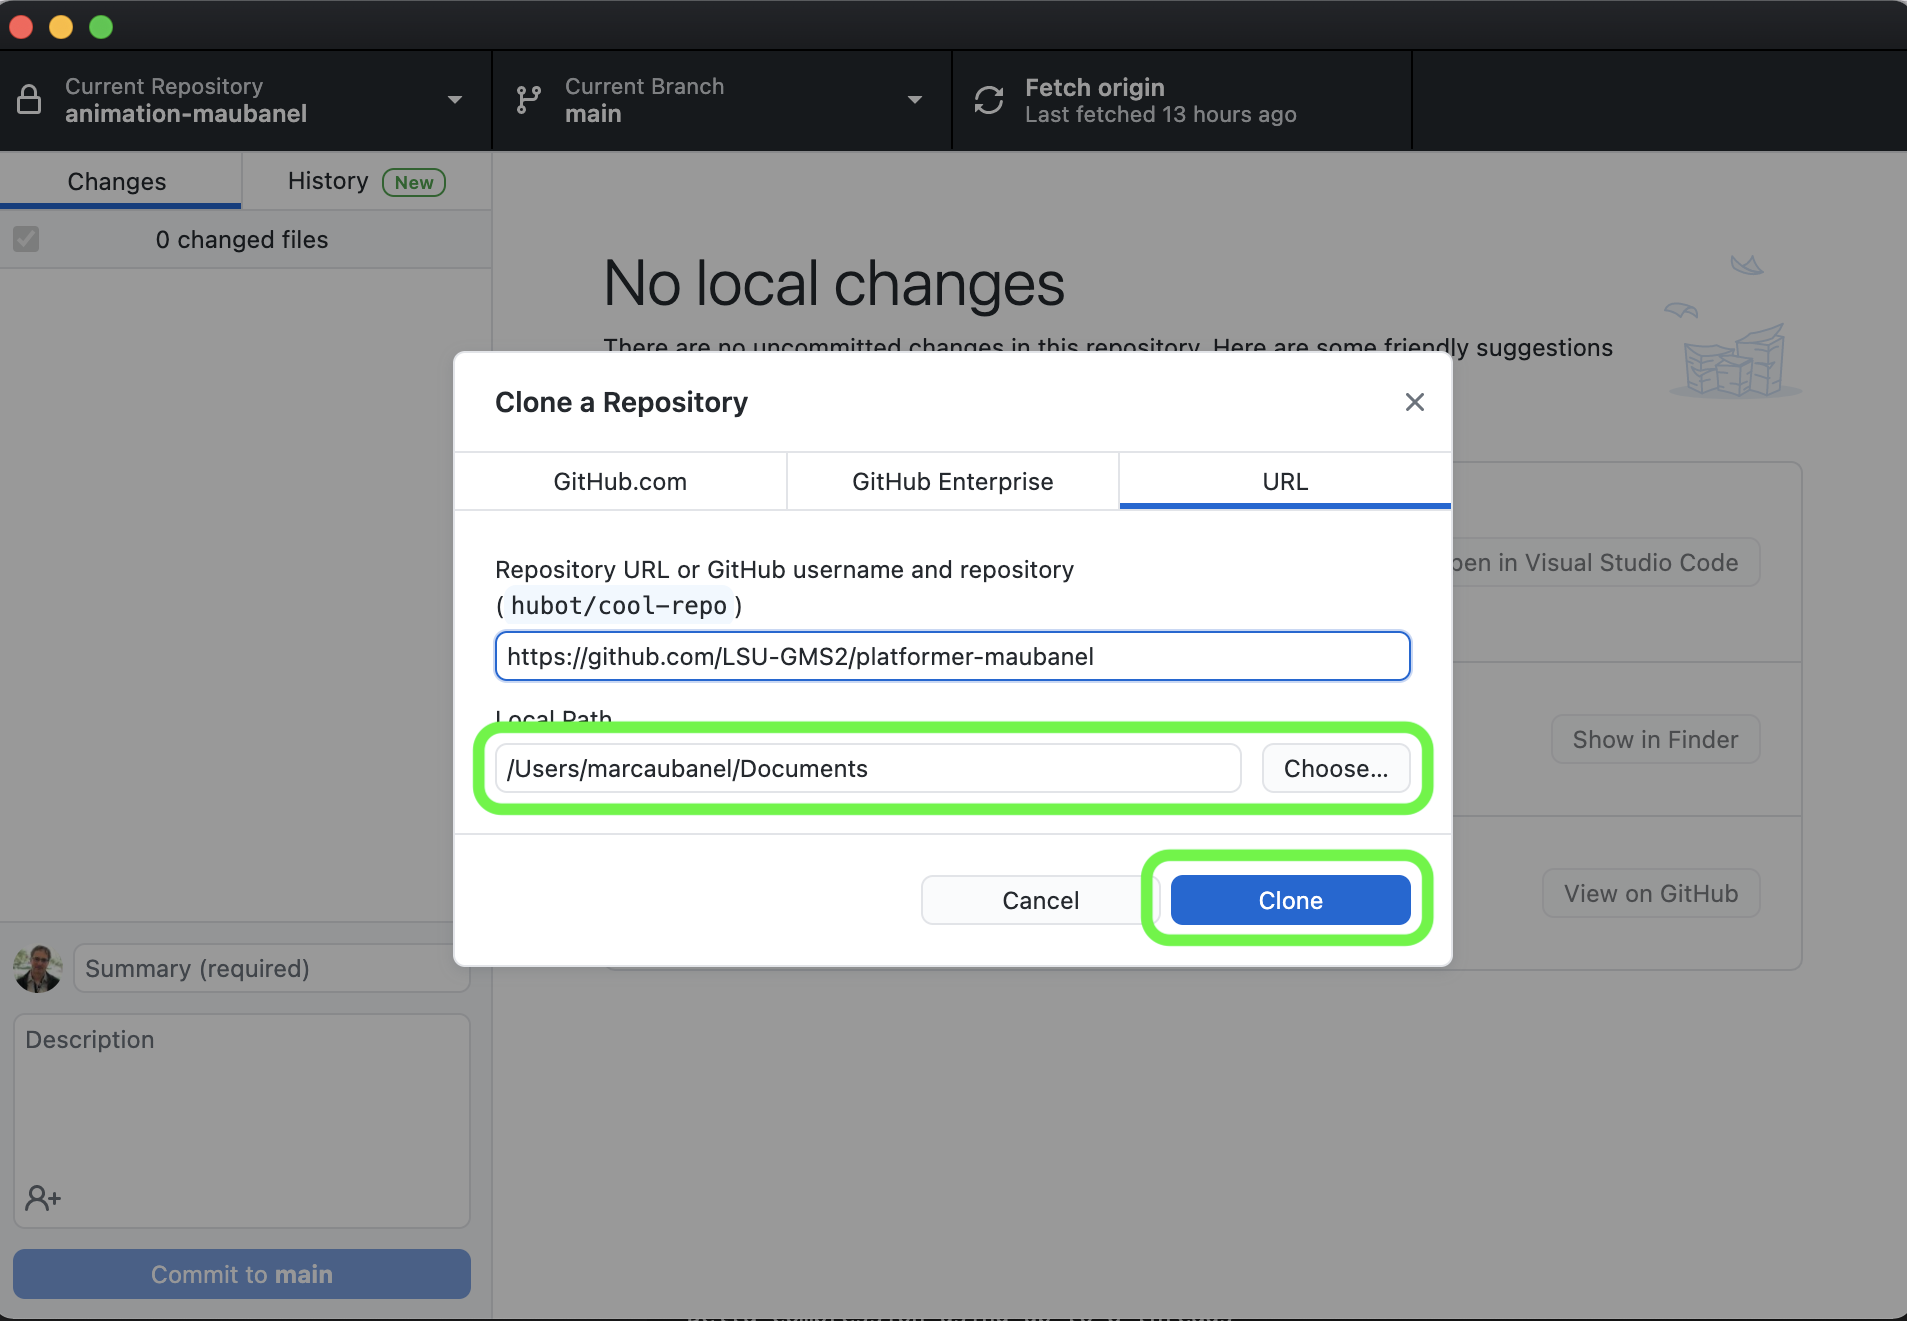 Current Repository
animation-maubanel
Current Branch
main
Fetch origin
Last fetched 13 hours ago
Changes
History New
0 changed files
No local changes
There are no uncommitted changes in this repository. Here are some friendly suggestions
Clone a Repository
GitHub.com
GitHub Enterprise
URL
Repository URL or GitHub username and repository
(hubot/cool-repo)
https://github.com/LSU-GMS2/platformer-maubanel
Local Path
/Users/marcaubanel/Documents
Choose...
Cancel
Clone
in Visual Studio Code
Show in Finder
View on GitHub
Summary (required)
Description
Commit to main